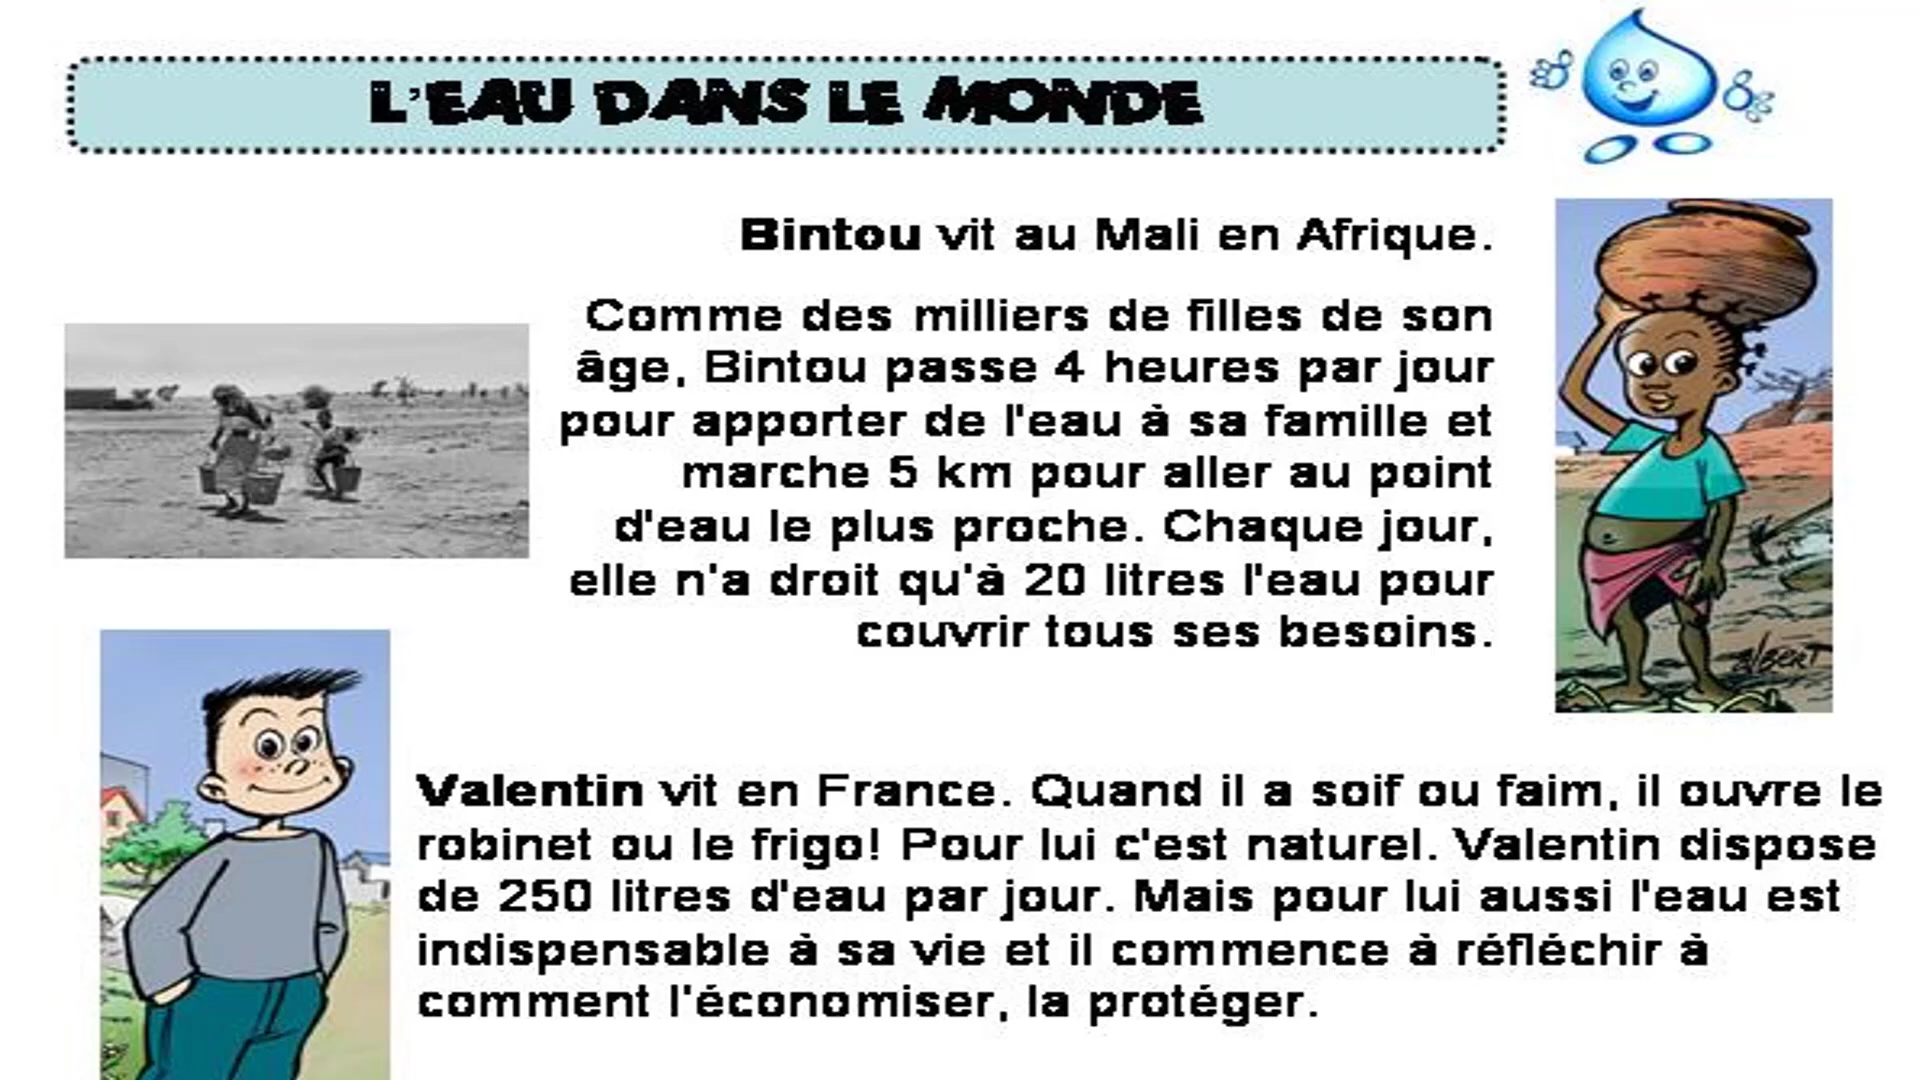 L'EAU DANS LE MONDE
Bintou vit au Mali en Afrique.
Comme des milliers de filles de son
âge, Bintou passe 4 heures par jour
pour apporter de l'eau à sa famille et
marche 5 km pour aller au point
d'eau le plus proche. Chaque jour,
elle n'a droit qu'à 20 litres l'eau pour
couvrir tous ses besoins.
ALBERT
Valentin vit en France. Quand il a soif ou faim, il ouvre le
robinet ou le frigo! Pour lui c'est naturel. Valentin dispose
de 250 litres d'eau par jour. Mais pour lui aussi l'eau est
indispensable à sa vie et il commence à réfléchir à
comment l'économiser, la protéger.